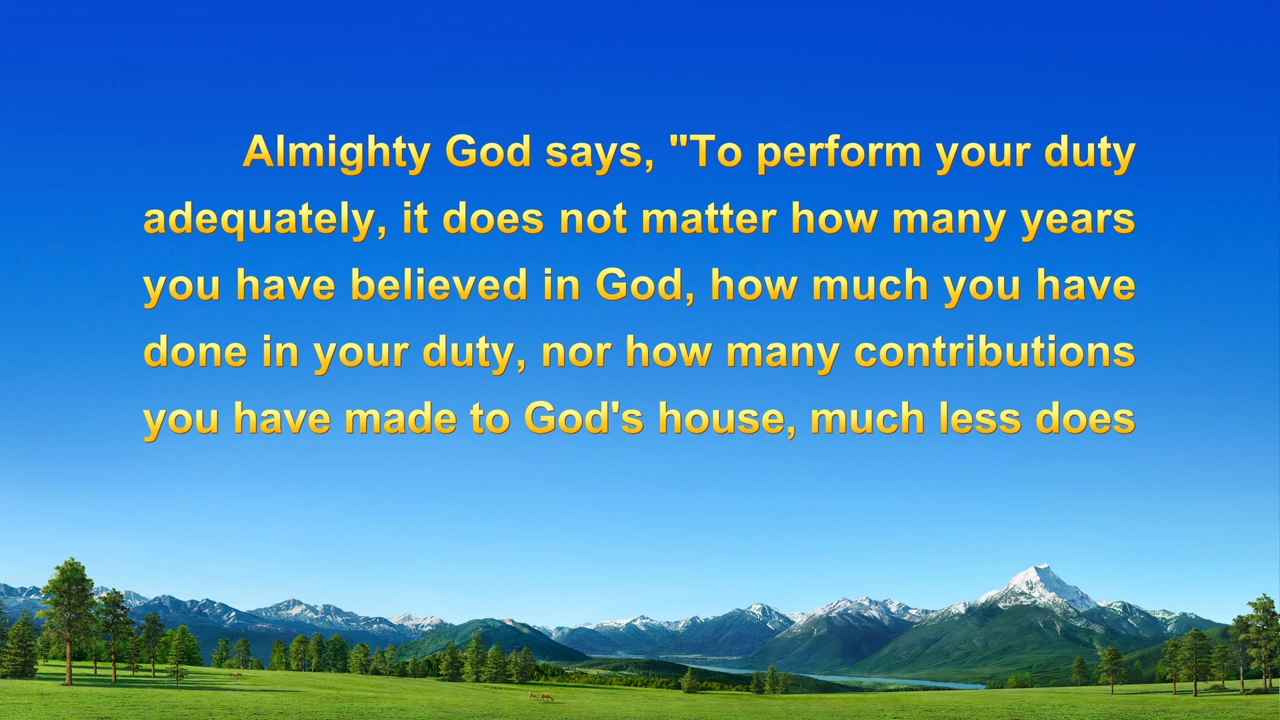 Almighty God says, "To perform your duty
adequately, it does not matter how many years
you have believed in God, how much you have
done in your duty, nor how many contributions
you have made to God's house, much less does